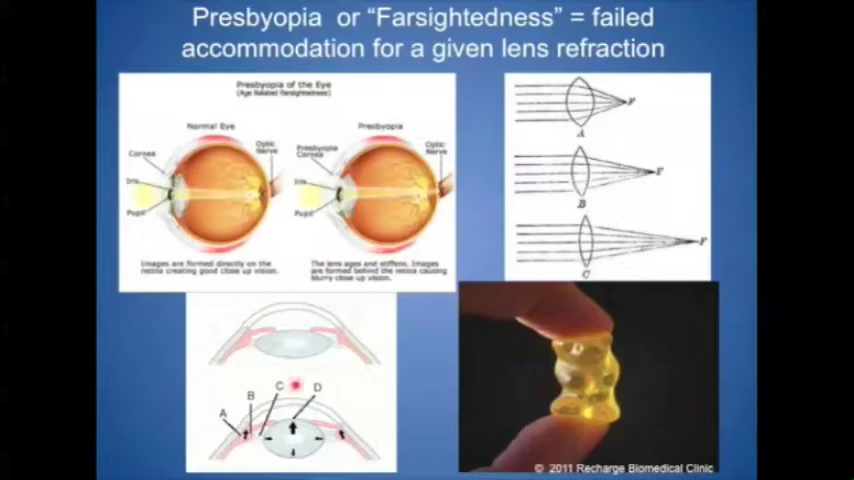 Presbyopia or “Farsightedness” = failed
accommodation for a given lens refraction
Presbyopia of the Eye
(Age Related Farsightedness)
Normal Eye
Presbyopia
Cornea
Optic
Nerve
Presbyopia
Cornea
Optic
Nerve
Iris
Iris
Pupil
Pupil
Images are formed directly on the
retina creating good close up vision.
The lens ages and stiffens. Images
are formed behind the retina causing
blurry close up vision.
F
A
F
B
F
C
A
B
C
D
© 2011 Recharge Biomedical Clinic